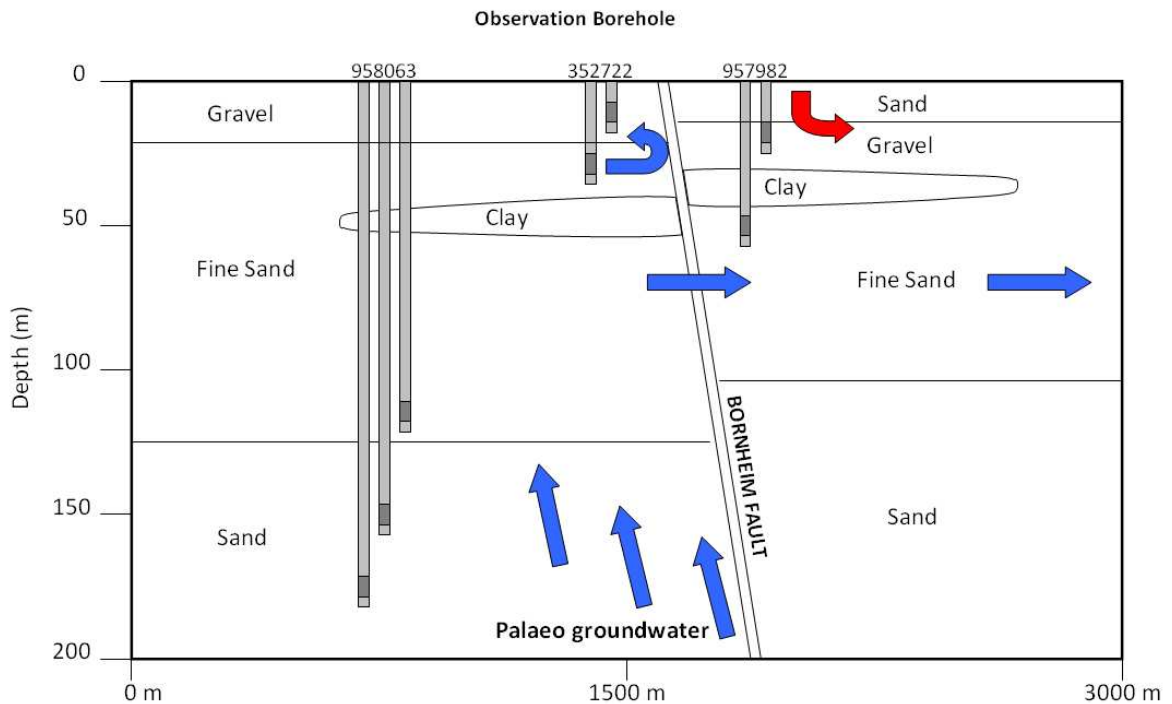 Observation Borehole
958063 352722 957982
0
Gravel
Sand
Gravel
Clay
Clay
50
Fine Sand
Fine Sand
Depth (m)
100
BORNHEIM FAULT
150
Sand
Sand
Palaeo groundwater
200
0 m 1500 m 3000 m